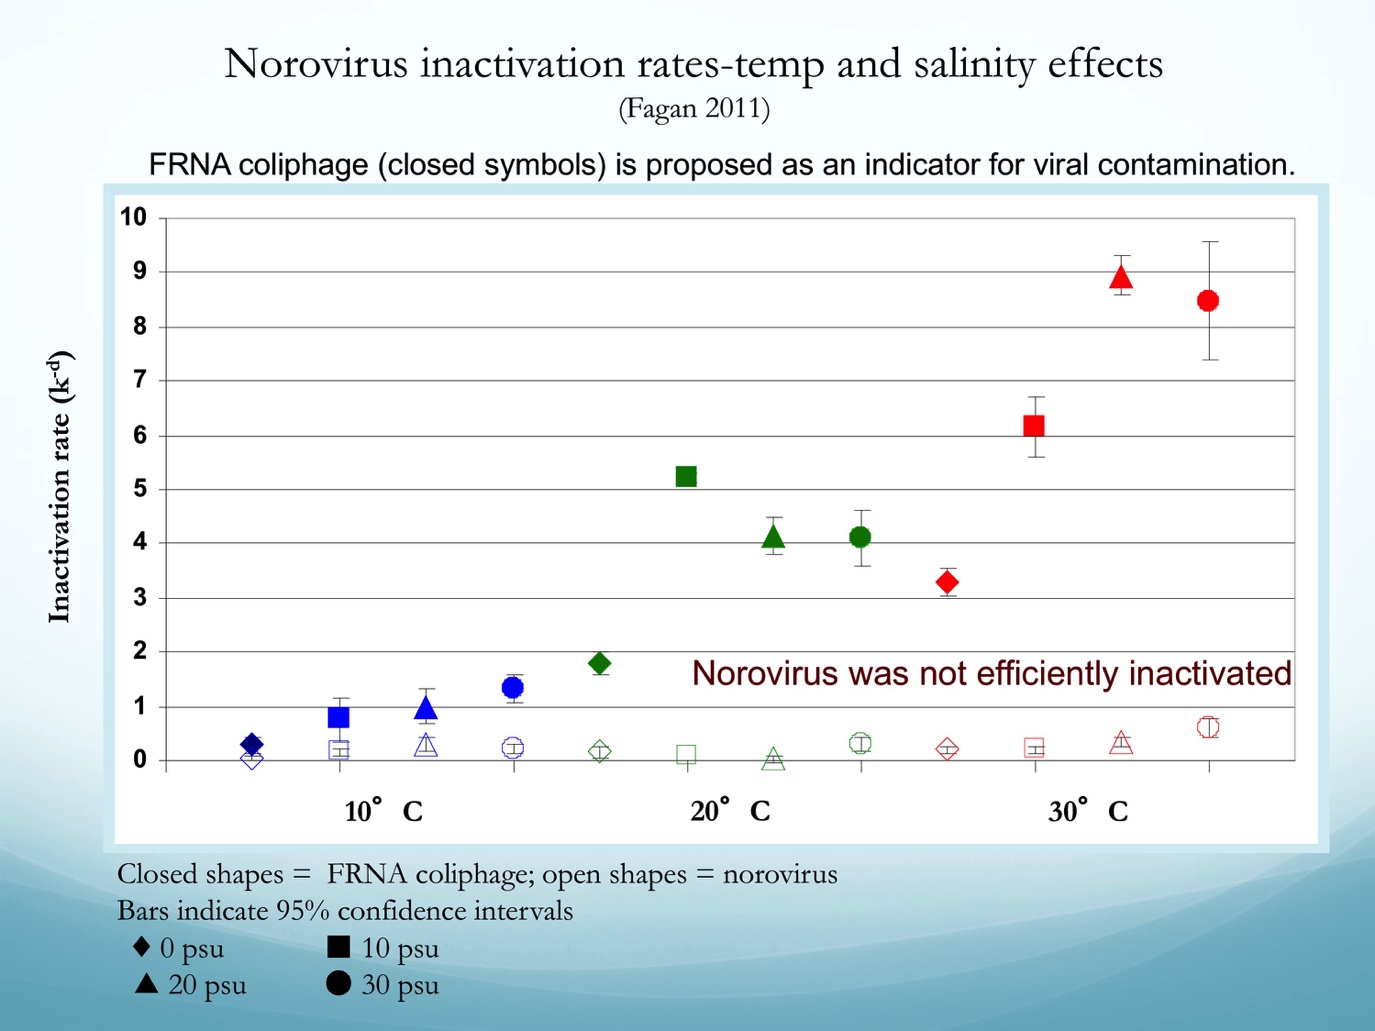 Norovirus inactivation rates-temp and salinity effects
(Fagan 2011)
FRNA coliphage (closed symbols) is proposed as an indicator for viral contamination.
Inactivation rate (k-d)
10
9
8
7
6
5
4
3
2
1
0
Norovirus was not efficiently inactivated
10° C 20° C 30° C
Closed shapes = FRNA coliphage; open shapes = norovirus
Bars indicate 95% confidence intervals
0 psu 10 psu
20 psu 30 psu